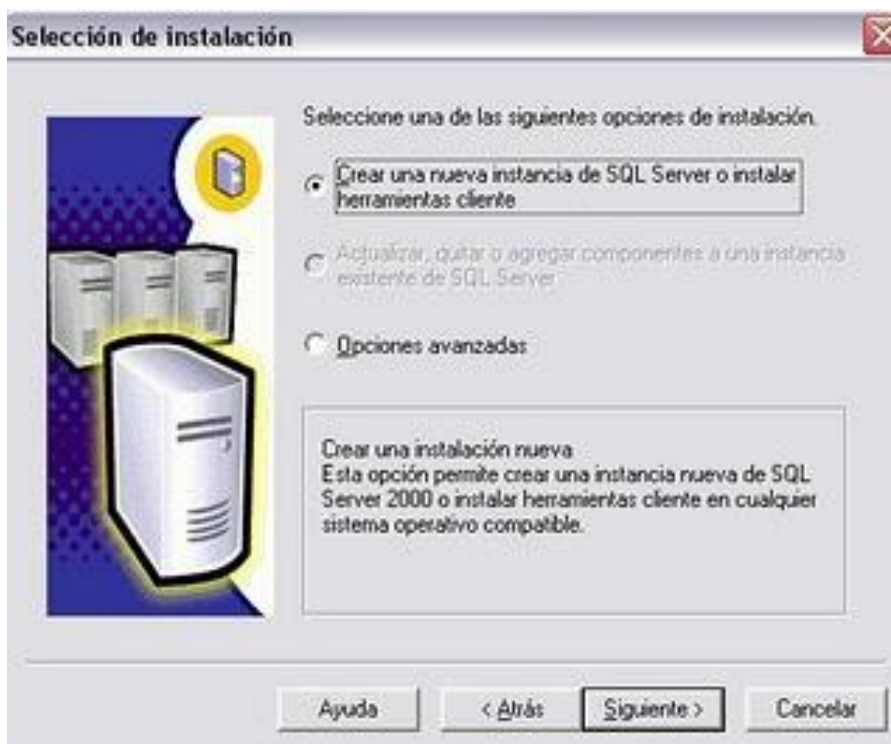 Selección de instalación
Seleccione una de las siguientes opciones de instalación.
Crear una nueva instancia de SQL Server o instalar
herramientas cliente
Actualizar, quitar o agregar componentes a una instancia
existente de SQL Server
Opciones avanzadas
Crear una instalación nueva
Esta opción permite crear una instancia nueva de SQL
Server 2000 o instalar herramientas cliente en cualquier
sistema operativo compatible.
Ayuda
< Atrás
Siguiente >
Cancelar